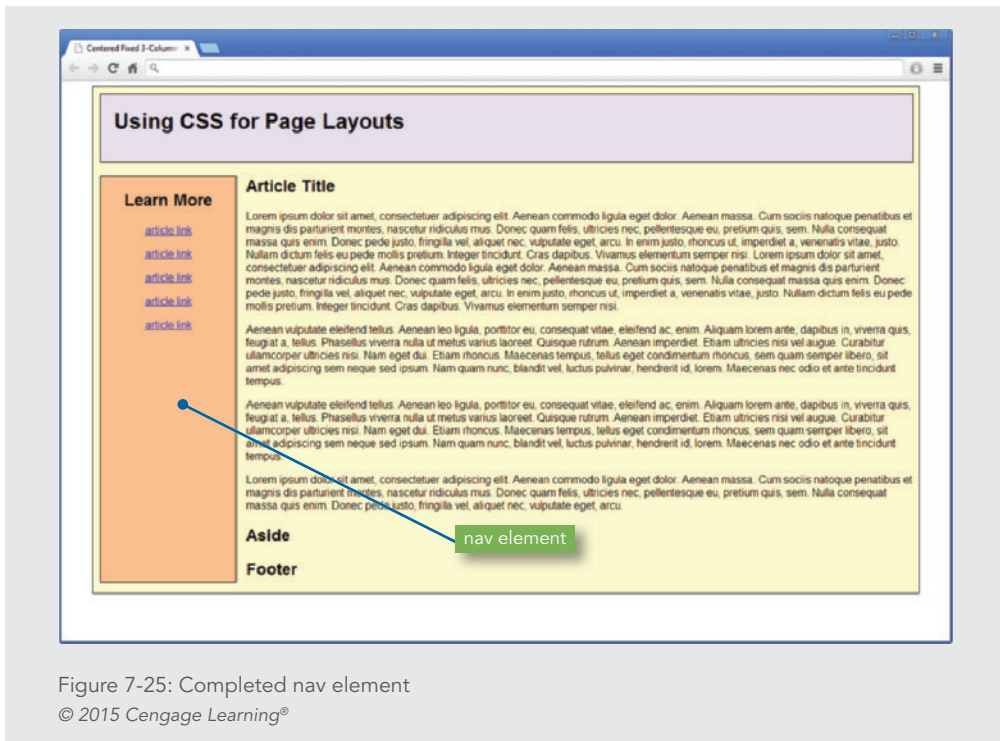 Centered Fixed 3-Column
Using CSS for Page Layouts
Learn More
article link
article link
article link
article link
article link
Article Title
Lorem ipsum dolor sit amet, consectetuer adipiscing elit. Aenean commodo ligula eget dolor. Aenean massa. Cum sociis natoque penatibus et
magnis dis parturient montes, nascetur ridiculus mus. Donec quam felis, ultricies nec, pellentesque eu, pretium quis, sem. Nulla consequat
massa quis enim. Donec pede justo, fringilla vel, aliquet nec, vulputate eget, arcu. In enim justo, rhoncus ut, imperdiet a, venenatis vitae, justo.
Nullam dictum felis eu pede mollis pretium. Integer tincidunt. Cras dapibus. Vivamus elementum semper nisi. Lorem ipsum dolor sit amet,
consectetuer adipiscing elit. Aenean commodo ligula eget dolor. Aenean massa. Cum sociis natoque penatibus et magnis dis parturient
montes, nascetur ridiculus mus. Donec quam felis, ultricies nec, pellentesque eu, pretium quis, sem. Nulla consequat massa quis enim. Donec
pede justo, fringilla vel, aliquet nec, vulputate eget, arcu. In enim justo, rhoncus ut, imperdiet a, venenatis vitae, justo. Nullam dictum felis eu pede
mollis pretium. Integer tincidunt. Cras dapibus. Vivamus elementum semper nisi.
Aenean vulputate eleifend tellus. Aenean leo ligula, porttitor eu, consequat vitae, eleifend ac, enim. Aliquam lorem ante, dapibus in, viverra quis,
feugiat a, tellus. Phasellus viverra nulla ut metus varius laoreet. Quisque rutrum. Aenean imperdiet. Etiam ultricies nisi vel augue. Curabitur
ullamcorper ultricies nisi. Nam eget dui. Etiam rhoncus. Maecenas tempus, tellus eget condimentum rhoncus, sem quam semper libero, sit
amet adipiscing sem neque sed ipsum. Nam quam nunc, blandit vel, luctus pulvinar, hendrerit id, lorem. Maecenas nec odio et ante tincidunt
tempus.
Aenean vulputate eleifend tellus. Aenean leo ligula, porttitor eu, consequat vitae, eleifend ac, enim. Aliquam lorem ante, dapibus in, viverra quis,
feugiat a, tellus. Phasellus viverra nulla ut metus varius laoreet. Quisque rutrum. Aenean imperdiet. Etiam ultricies nisi vel augue. Curabitur
ullamcorper ultricies nisi. Nam eget dui. Etiam rhoncus. Maecenas tempus, tellus eget condimentum rhoncus, sem quam semper libero, sit
amet adipiscing sem neque sed ipsum. Nam quam nunc, blandit vel, luctus pulvinar, hendrerit id, lorem. Maecenas nec odio et ante tincidunt
tempus.
Lorem ipsum dolor sit amet, consectetuer adipiscing elit. Aenean commodo ligula eget dolor. Aenean massa. Cum sociis natoque penatibus et
magnis dis parturient montes, nascetur ridiculus mus. Donec quam felis, ultricies nec, pellentesque eu, pretium quis, sem. Nulla consequat
massa quis enim. Donec pede justo, fringilla vel, aliquet nec, vulputate eget, arcu.
Aside
nav element
Footer
Figure 7-25: Completed nav element
© 2015 Cengage Learning®